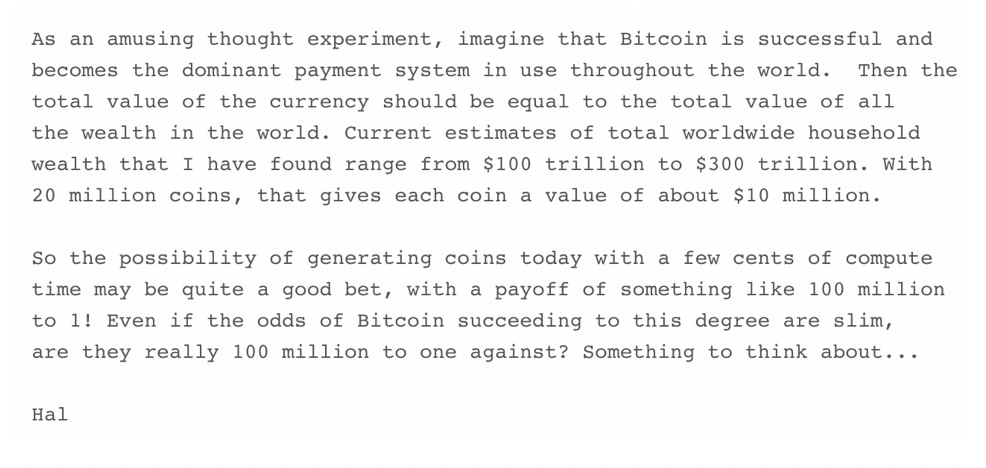 As an amusing thought experiment, imagine that Bitcoin is successful and
becomes the dominant payment system in use throughout the world.  Then the
total value of the currency should be equal to the total value of all
the wealth in the world. Current estimates of total worldwide household
wealth that I have found range from $100 trillion to $300 trillion. With
20 million coins, that gives each coin a value of about $10 million.

So the possibility of generating coins today with a few cents of compute
time may be quite a good bet, with a payoff of something like 100 million
to 1! Even if the odds of Bitcoin succeeding to this degree are slim,
are they really 100 million to one against? Something to think about...

Hal